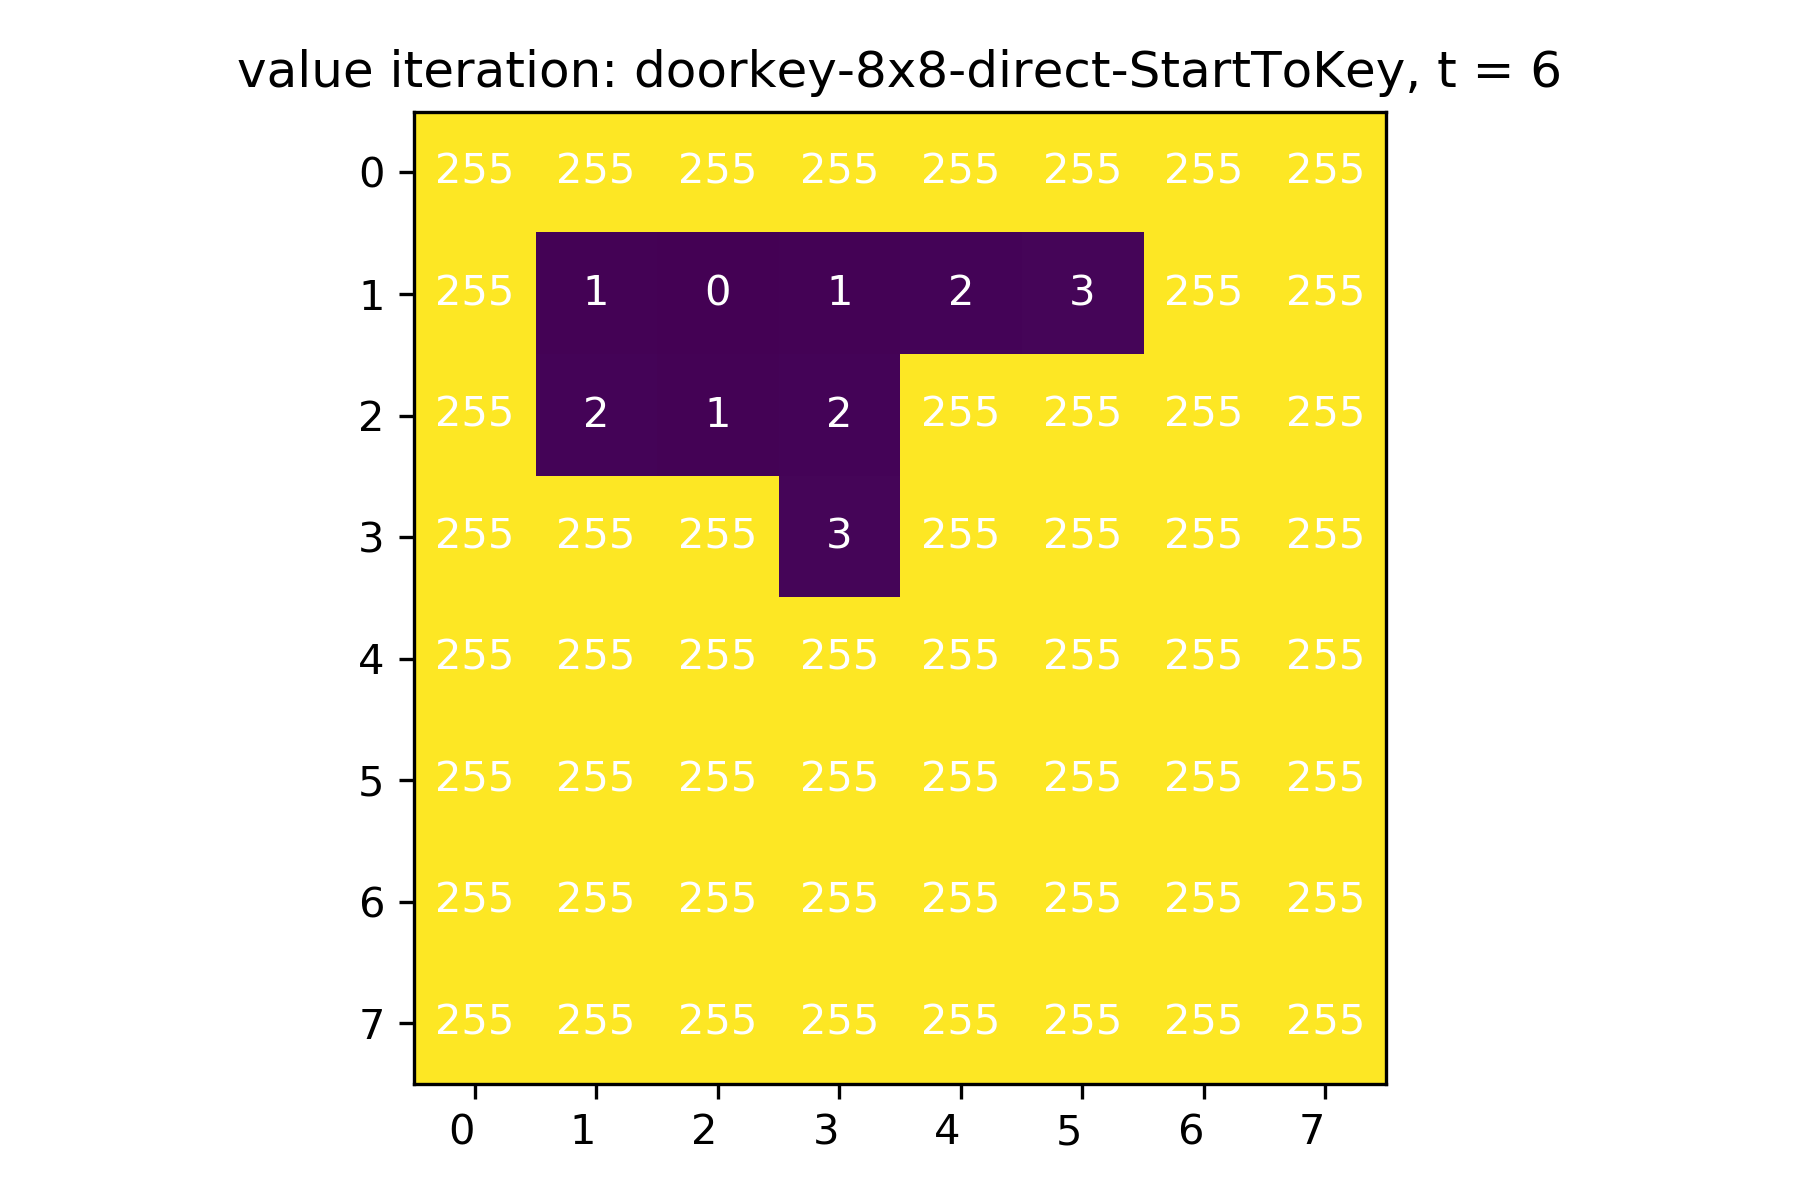 value iteration: doorkey-8x8-direct-StartToKey, t = 6
0 255 255 255 255 255 255 255 255
1 255 1 0 1 2 3 255 255
2 255 2 1 2 255 255 255 255
3 255 255 255 3 255 255 255 255
4 255 255 255 255 255 255 255 255
5 255 255 255 255 255 255 255 255
6 255 255 255 255 255 255 255 255
7 255 255 255 255 255 255 255 255
0 1 2 3 4 5 6 7